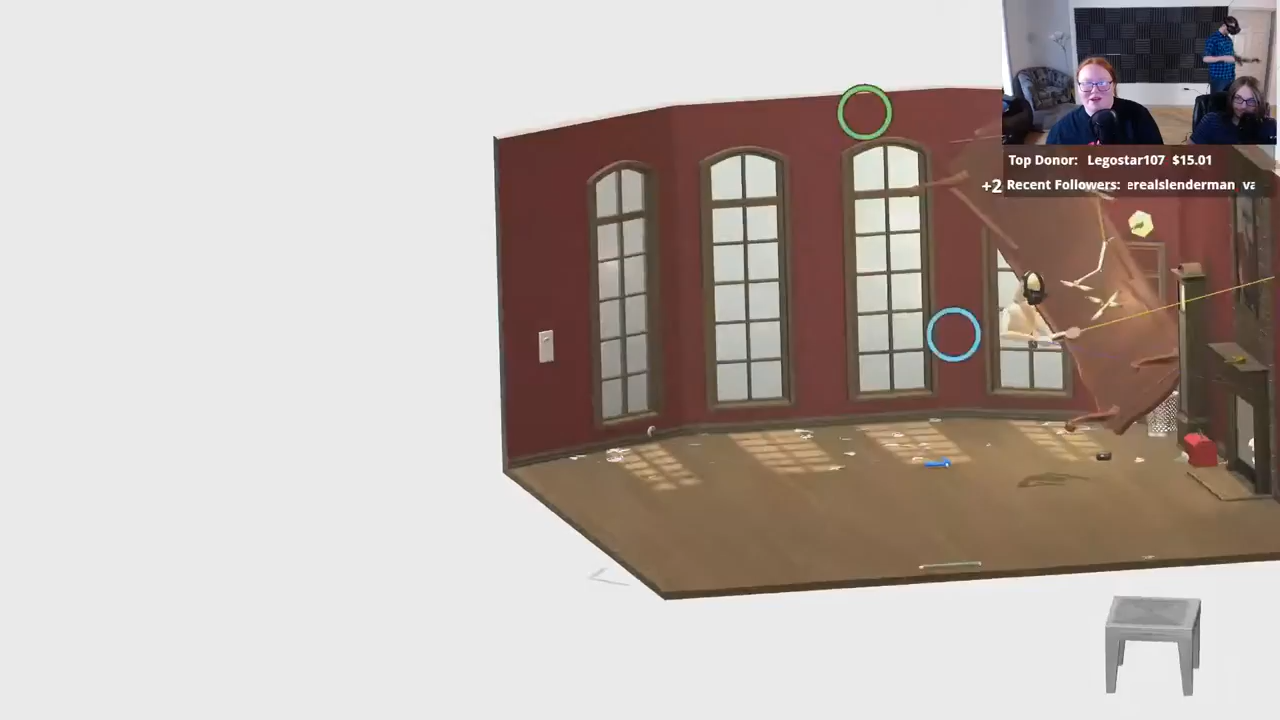 Top Donor: Legostar107 $15.01
+2 Recent Followers: erealslenderman va